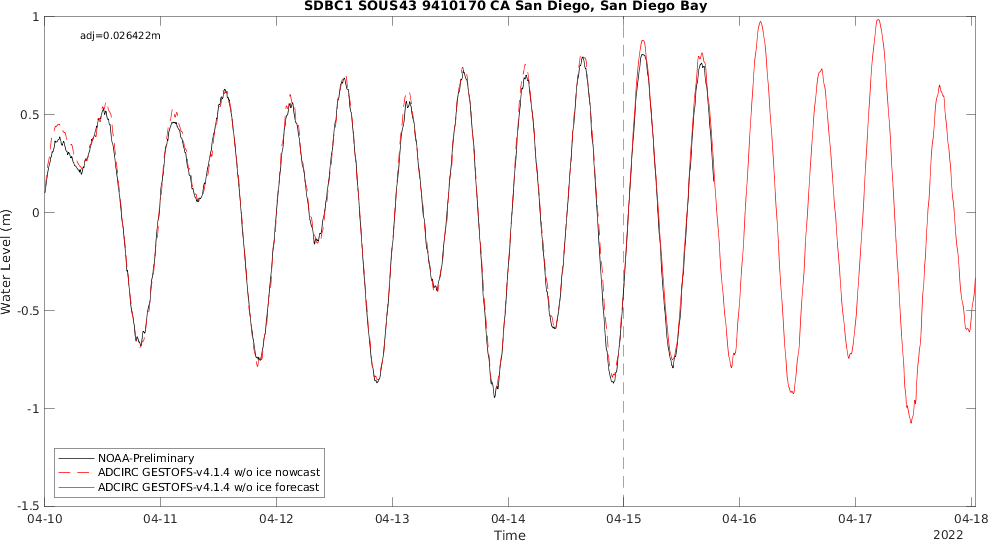 SDBC1 SOUS43 9410170 CA San Diego, San Diego Bay
adj=0.026422m
1
0.5
0
-0.5
-1
-1.5
Water Level (m)
NOAA-Preliminary
ADCIRC GESTOFS-v4.1.4 w/o ice nowcast
ADCIRC GESTOFS-v4.1.4 w/o ice forecast
04-10 04-11 04-12 04-13 04-14 04-15 04-16 04-17 04-18
Time
2022